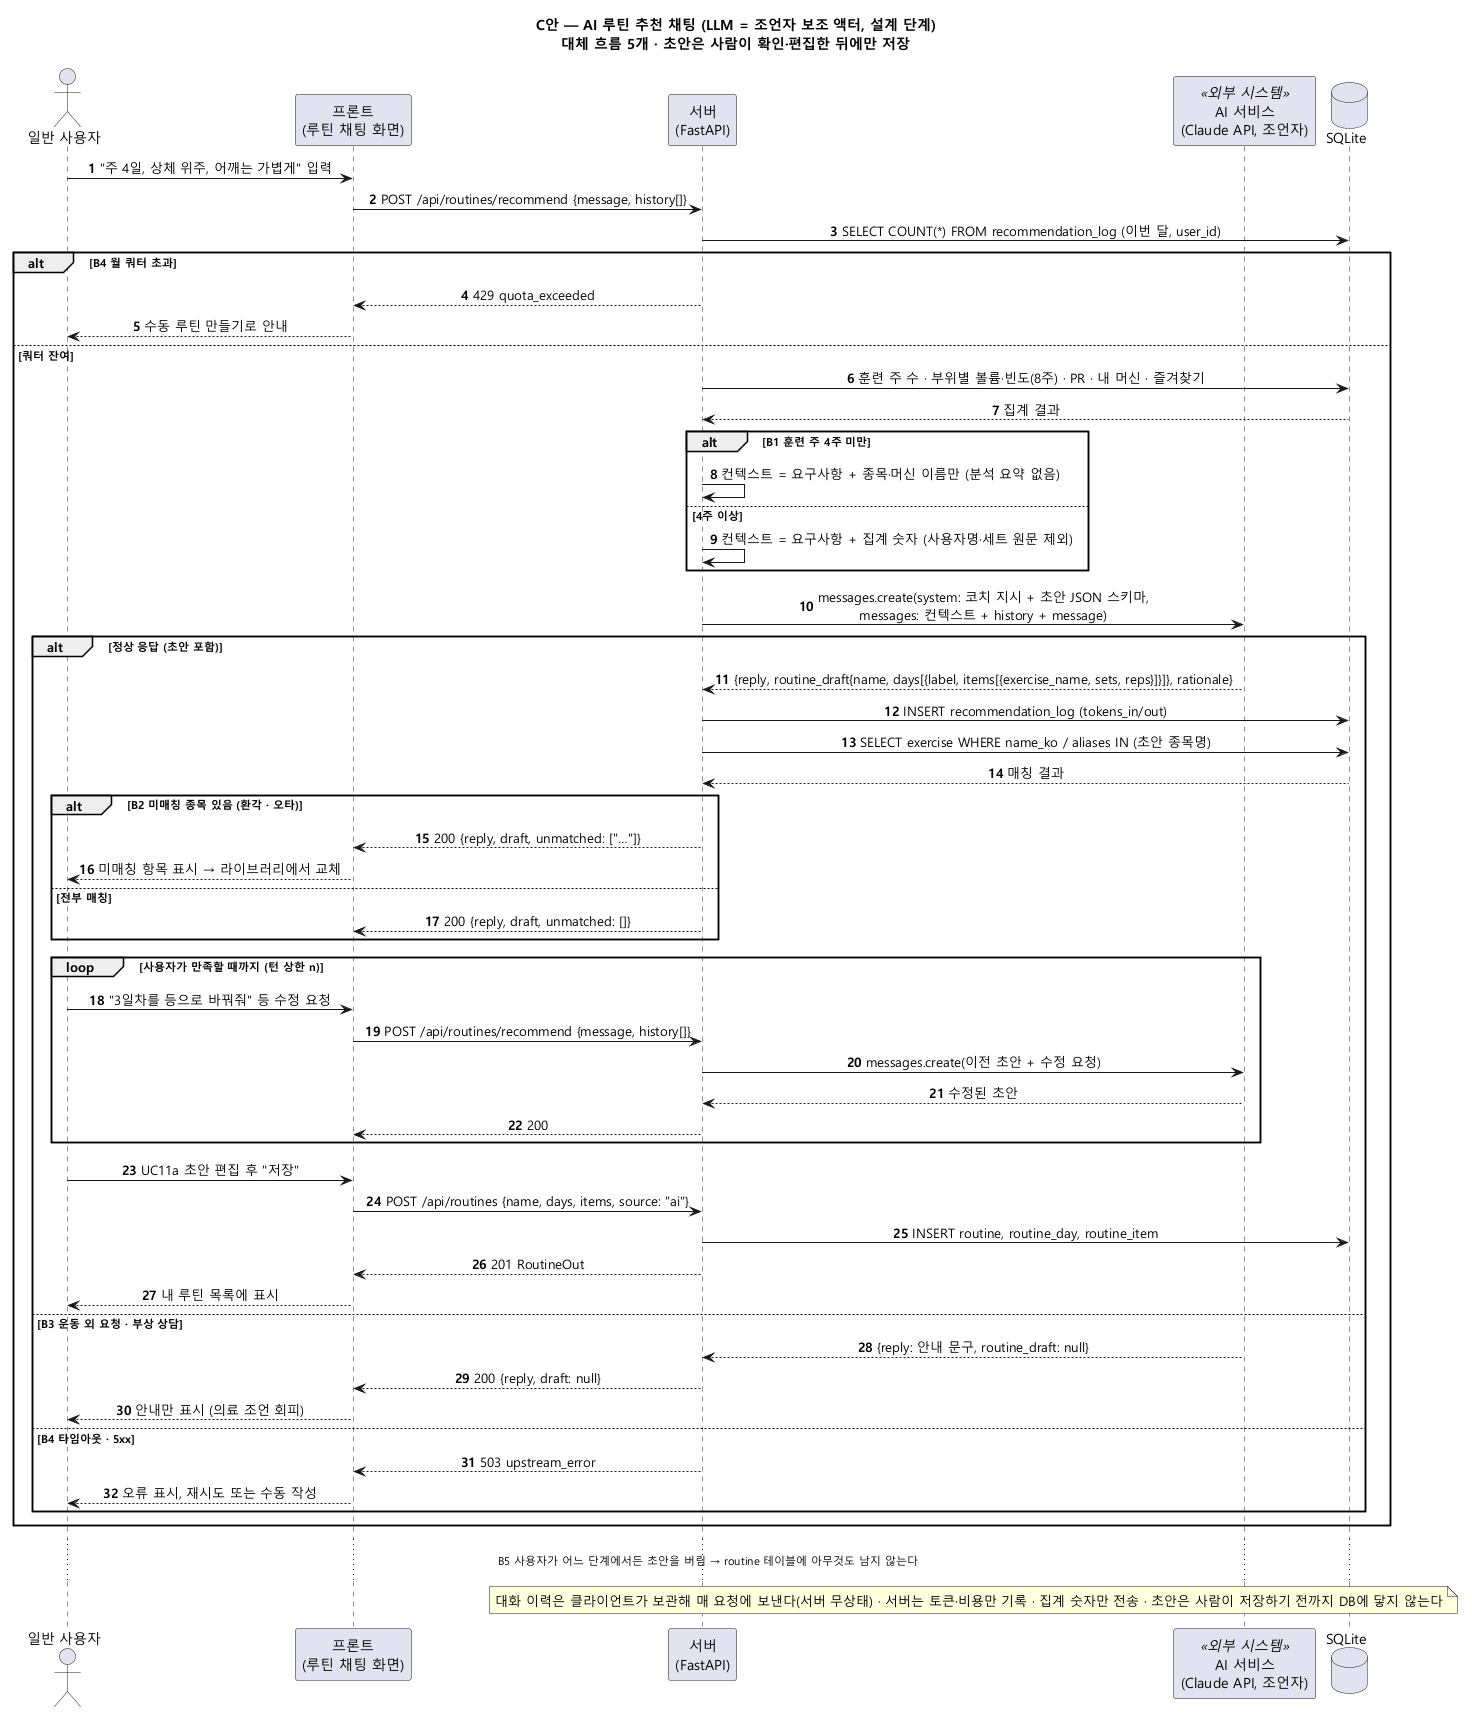 C안 — AI 루틴 추천 채팅 (LLM = 조언자 보조 액터, 설계 단계)
대체 흐름 5개 · 초안은 사람이 확인·편집한 뒤에만 저장
일반 사용자
프론트
(루틴 채팅 화면)
서버
(FastAPI)
«외부 시스템»
AI 서비스
(Claude API, 조언자)
SQLite
1 "주 4일, 상체 위주, 어깨는 가볍게" 입력
2 POST /api/routines/recommend {message, history[]}
3 SELECT COUNT(*) FROM recommendation_log (이번 달, user_id)
alt [B4 월 쿼터 초과]
4 429 quota_exceeded
5 수동 루틴 만들기로 안내
[쿼터 잔여]
6 훈련 주 수 · 부위별 볼륨·빈도(8주) · PR · 내 머신 · 즐겨찾기
7 집계 결과
alt [B1 훈련 주 4주 미만]
8 컨텍스트 = 요구사항 + 종목·머신 이름만 (분석 요약 없음)
[4주 이상]
9 컨텍스트 = 요구사항 + 집계 숫자 (사용자명·세트 원문 제외)
10 messages.create(system: 코치 지시 + 초안 JSON 스키마,
messages: 컨텍스트 + history + message)
alt [정상 응답 (초안 포함)]
11 {reply, routine_draft{name, days[{label, items[{exercise_name, sets, reps}]}]}, rationale}
12 INSERT recommendation_log (tokens_in/out)
13 SELECT exercise WHERE name_ko / aliases IN (초안 종목명)
14 매칭 결과
alt [B2 미매칭 종목 있음 (환각 · 오타)]
15 200 {reply, draft, unmatched: ["…"]}
16 미매칭 항목 표시 → 라이브러리에서 교체
[전부 매칭]
17 200 {reply, draft, unmatched: []}
loop [사용자가 만족할 때까지 (턴 상한 n)]
18 "3일차를 등으로 바꿔줘" 등 수정 요청
19 POST /api/routines/recommend {message, history[]}
20 messages.create(이전 초안 + 수정 요청)
21 수정된 초안
22 200
23 UC11a 초안 편집 후 "저장"
24 POST /api/routines {name, days, items, source: "ai"}
25 INSERT routine, routine_day, routine_item
26 201 RoutineOut
27 내 루틴 목록에 표시
[B3 운동 외 요청 · 부상 상담]
28 {reply: 안내 문구, routine_draft: null}
29 200 {reply, draft: null}
30 안내만 표시 (의료 조언 회피)
[B4 타임아웃 · 5xx]
31 503 upstream_error
32 오류 표시, 재시도 또는 수동 작성
B5 사용자가 어느 단계에서든 초안을 버림 → routine 테이블에 아무것도 남지 않는다
대화 이력은 클라이언트가 보관해 매 요청에 보낸다(서버 무상태) · 서버는 토큰·비용만 기록 · 집계 숫자만 전송 · 초안은 사람이 저장하기 전까지 DB에 닿지 않는다
일반 사용자
프론트
(루틴 채팅 화면)
서버
(FastAPI)
«외부 시스템»
AI 서비스
(Claude API, 조언자)
SQLite